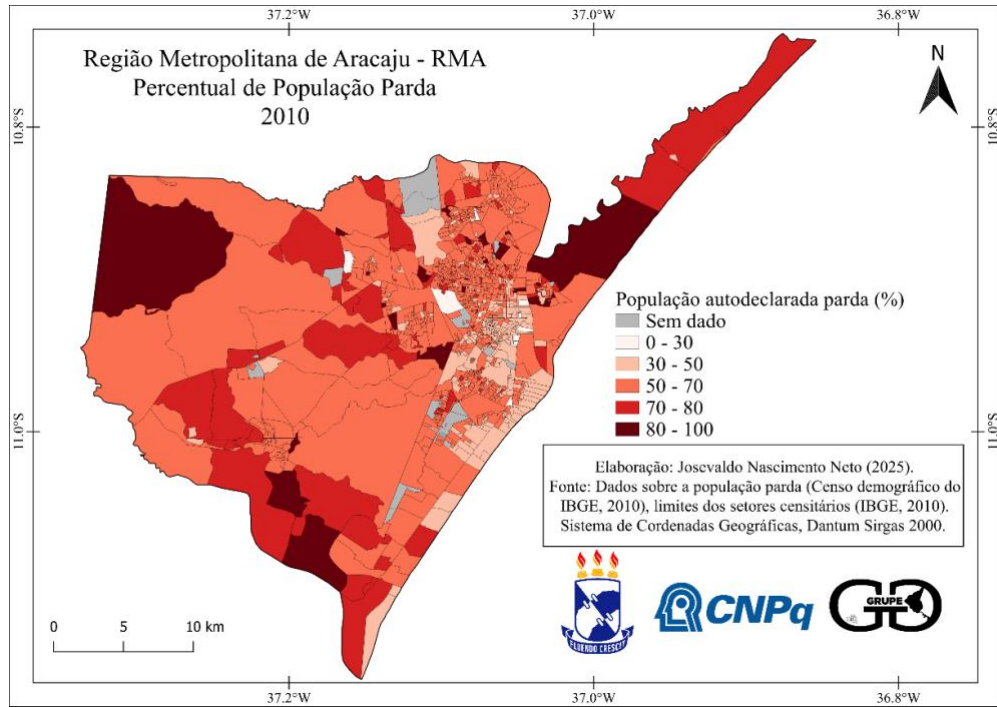 37.2°W 37.0°W 36.8°W
Região Metropolitana de Aracaju - RMA
Percentual de População Parda
2010
N
10.8°S 10.8°S
População autodeclarada parda (%)
Sem dado
0 - 30
30 - 50
50 - 70
70 - 80
80 - 100
11.0°S 11.0°S
Elaboração: Josevaldo Nascimento Neto (2025).
Fonte: Dados sobre a população parda (Censo demográfico do
IBGE, 2010), limites dos setores censitários (IBGE, 2010).
Sistema de Cordenadas Geográficas, Dantum Sirgas 2000.
0 5 10 km
CNPq
GRUPE
37.2°W 37.0°W 36.8°W